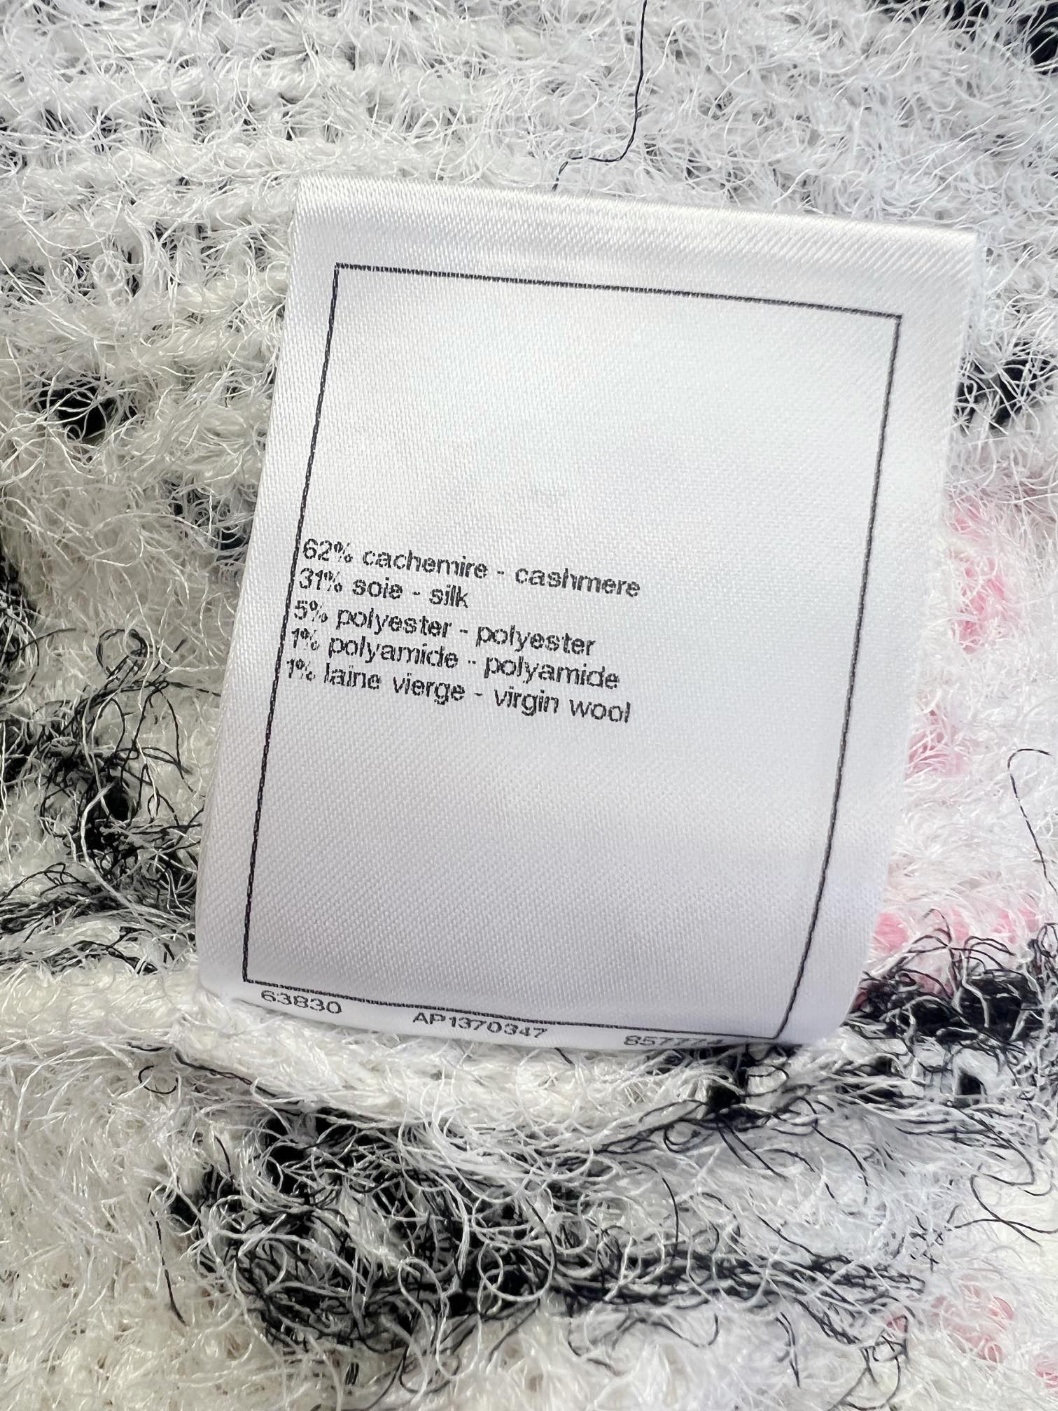 62% cachemire - cashmere
31% soie - silk
5% polyester - polyester
1% polyamide - polyamide
1% laine vierge - virgin wool
63830 AP1370347 857774